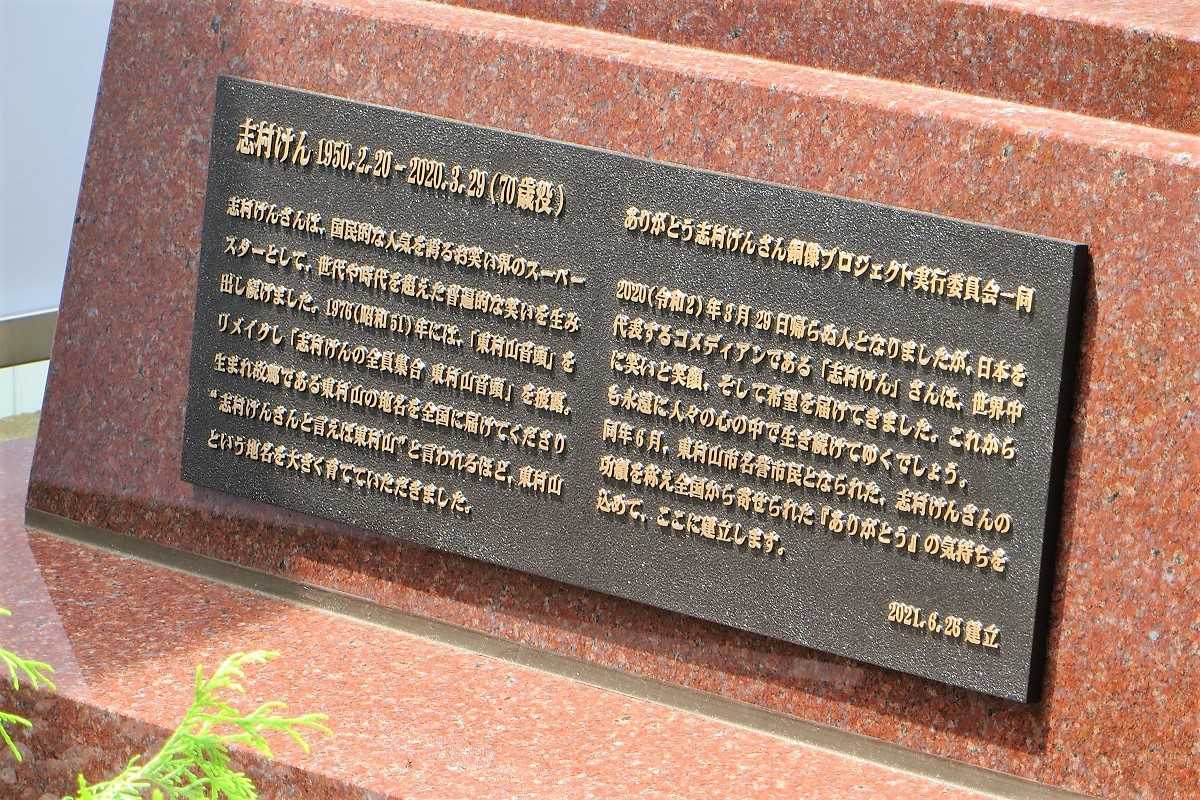 志村けん 1950.2.20 - 2020.3.29 (70歳没)
志村けんさんは、国民的な人気を誇るお笑い界のスーパー
スターとして、世代や時代を超えた普遍的な笑いを生み
出し続けました。1976(昭和51)年には、「東村山音頭」を
リメイクし「志村けんの全員集合 東村山音頭」を披露。
生まれ故郷である東村山の地名を全国に届けてくださり
“志村けんさんと言えば東村山”と言われるほど、東村山
という地名を大きく育てていただきました。
ありがとう志村けんさん銅像プロジェクト実行委員会一同
2020(令和2)年3月29日帰らぬ人となりましたが、日本を
代表するコメディアンである「志村けん」さんは、世界中
に笑いと笑顔、そして希望を届けてきました。これから
も永遠に人々の心の中で生き続けてゆくでしょう。
同年6月、東村山市名誉市民となられた、志村けんさんの
功績を称え全国から寄せられた『ありがとう』の気持ちを
込めて、ここに建立します。
2021.6.26 建立